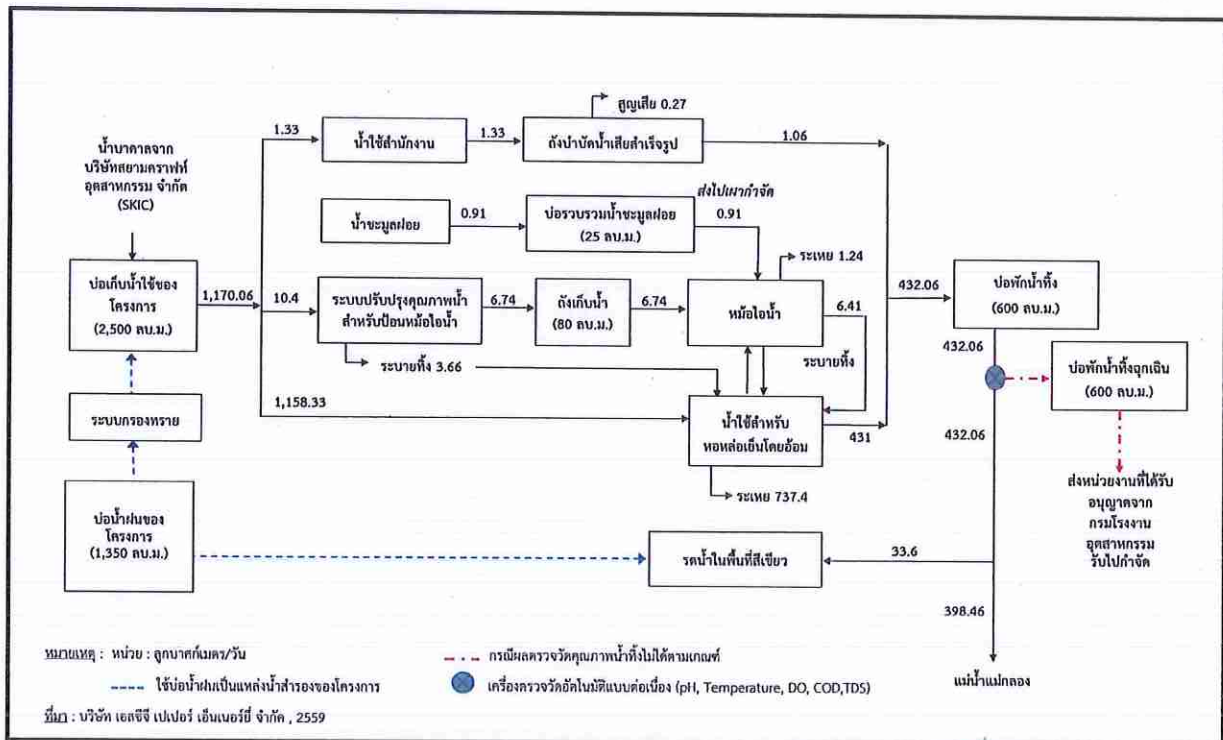 สูญเสีย 0.27
น้ำบาดาลจาก
บริษัทสยามคราฟท์
อุตสาหกรรม จำกัด
(SKIC)
1.33
น้ำใช้สำนักงาน
1.33
ถังบำบัดน้ำเสียสำเร็จรูป
1.06
ส่งไปเผากำจัด
น้ำชะมูลฝอย
0.91
บ่อรวบรวมน้ำชะมูลฝอย
(25 ลบ.ม.)
0.91
ระเหย 1.24
บ่อเก็บน้ำใช้ของ
โครงการ
(2,500 ลบ.ม.)
1,170.06
10.4
ระบบปรับปรุงคุณภาพน้ำ
สำหรับป้อนหม้อไอน้ำ
6.74
ถังเก็บน้ำ
(80 ลบ.ม.)
6.74
หม้อไอน้ำ
6.41
432.06
บ่อพักน้ำทิ้ง
(600 ลบ.ม.)
ระบายทิ้ง 3.66
ระบายทิ้ง
432.06
บ่อพักน้ำทิ้งฉุกเฉิน
(600 ลบ.ม.)
ระบบกรองทราย
1,158.33
น้ำใช้สำหรับ
หอหล่อเย็นโดยอ้อม
431
432.06
ระเหย 737.4
ส่งหน่วยงานที่ได้รับ
อนุญาตจาก
กรมโรงงาน
อุตสาหกรรม
รับไปกำจัด
บ่อน้ำฝนของ
โครงการ
(1,350 ลบ.ม.)
รดน้ำในพื้นที่สีเขียว
33.6
398.46
แม่น้ำแม่กลอง
หมายเหตุ : หน่วย : ลูกบาศก์เมตร/วัน
กรณีผลตรวจวัดคุณภาพน้ำทิ้งไม่ได้ตามเกณฑ์
ใช้บ่อน้ำฝนเป็นแหล่งน้ำสำรองของโครงการ
เครื่องตรวจวัดอัตโนมัติแบบต่อเนื่อง (pH, Temperature, DO, COD,TDS)
ที่มา : บริษัท เอสซีจี เปเปอร์ เอ็นเนอร์ยี่ จำกัด , 2559